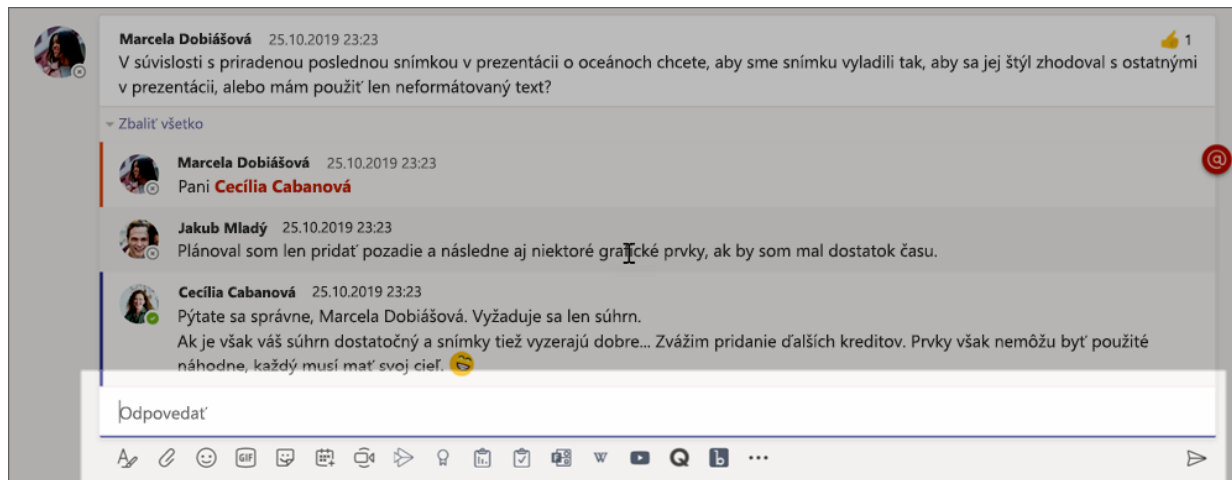 Marcela Dobiášová 25.10.2019 23:23
1
V súvislosti s priradenou poslednou snímkou v prezentácii o oceánoch chcete, aby sme snímku vyladili tak, aby sa jej štýl zhodoval s ostatnými
v prezentácii, alebo mám použiť len neformátovaný text?
Zbaliť všetko
Marcela Dobiášová 25.10.2019 23:23
@
Pani Cecília Cabanová
Jakub Mladý 25.10.2019 23:23
Plánoval som len pridať pozadie a následne aj niektoré grafické prvky, ak by som mal dostatok času.
Cecília Cabanová 25.10.2019 23:23
Pýtate sa správne, Marcela Dobiášová. Vyžaduje sa len súhrn.
Ak je však váš súhrn dostatočný a snímky tiež vyzerajú dobre... Zvážim pridanie ďalších kreditov. Prvky však nemôžu byť použité
náhodne, každý musí mať svoj cieľ.
Odpovedať
GIF W Q b